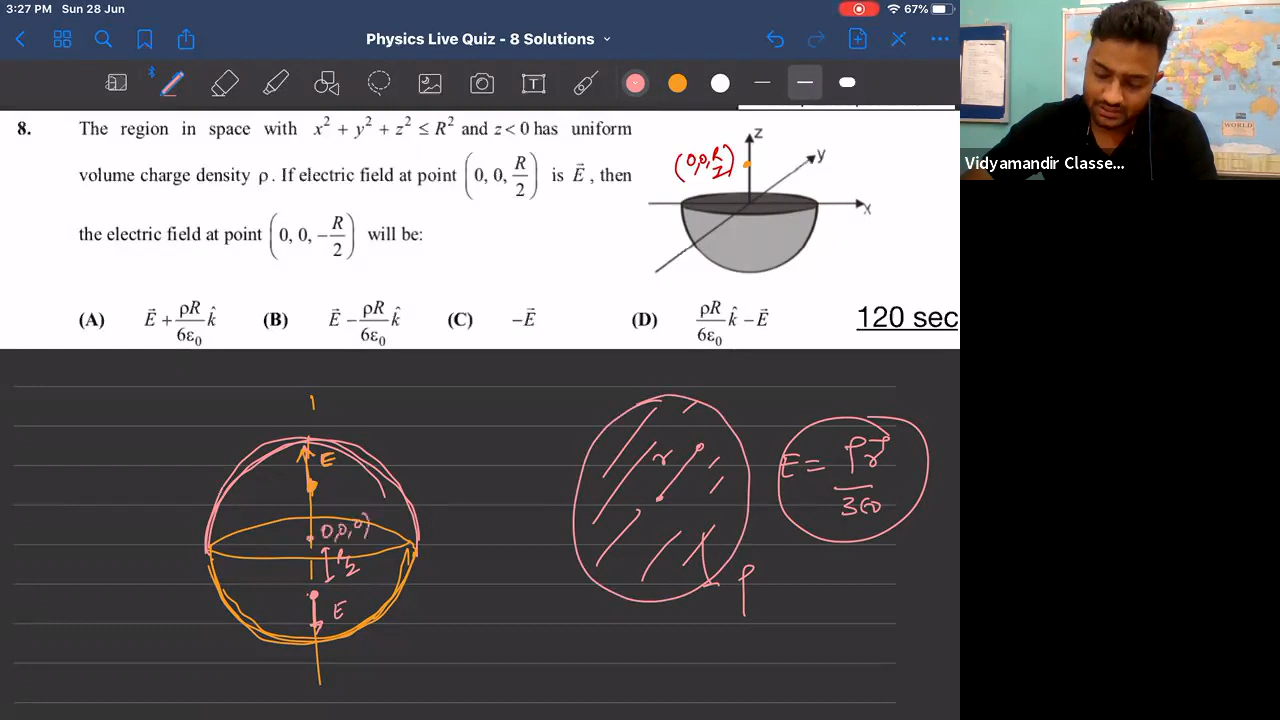 3:27 PM Sun 28 Jun
67%
Physics Live Quiz - 8 Solutions
8. The region in space with x² + y² + z² ≤ R² and z < 0 has uniform
volume charge density ρ. If electric field at point (0, 0, R/2) is E⃗, then
the electric field at point (0, 0, −R/2) will be:
(A) E⃗ + ρR/6ε₀ k̂ (B) E⃗ − ρR/6ε₀ k̂ (C) −E⃗ (D) ρR/6ε₀ k̂ − E⃗
120 sec
z
y
x
(0,0,R/2)
Vidyamandir Classe...
WORLD
E
0,0,0)
R/2
E
r
ρ
E = ρr⃗/3ε₀